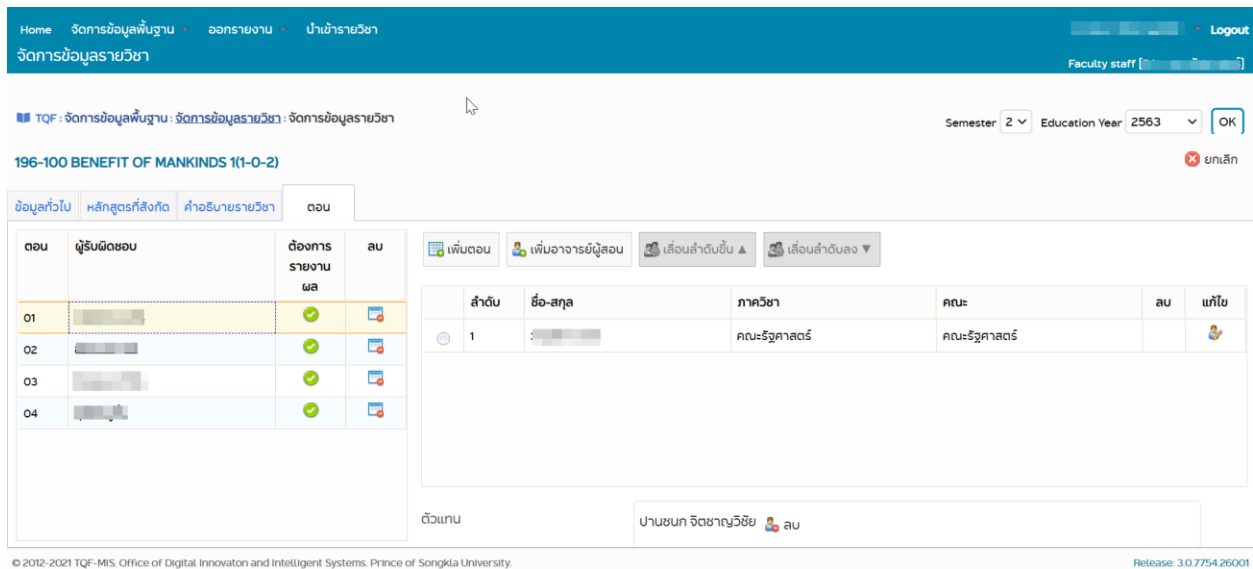 Home จัดการข้อมูลพื้นฐาน ออกรายงาน นำเข้ารายวิชา Logout
จัดการข้อมูลรายวิชา Faculty staff [ ]
TQF : จัดการข้อมูลพื้นฐาน : จัดการข้อมูลรายวิชา : จัดการข้อมูลรายวิชา Semester 2 Education Year 2563 OK
196-100 BENEFIT OF MANKINDS 1(1-0-2) ยกเลิก
ข้อมูลทั่วไป หลักสูตรที่สังกัด คำอธิบายรายวิชา ตอน
ตอน ผู้รับผิดชอบ ต้องการรายงานผล ลบ
01
02
03
04
เพิ่มตอน เพิ่มอาจารย์ผู้สอน เลื่อนลำดับขึ้น ▲ เลื่อนลำดับลง ▼
ลำดับ ชื่อ-สกุล ภาควิชา คณะ ลบ แก้ไข
1 คณะรัฐศาสตร์ คณะรัฐศาสตร์
ตัวแทน ปานชนก จิตชาญวิชัย ลบ
© 2012-2021 TQF-MIS. Office of Digital Innovaton and Intelligent Systems. Prince of Songkla University. Release: 3.0.7754.26001